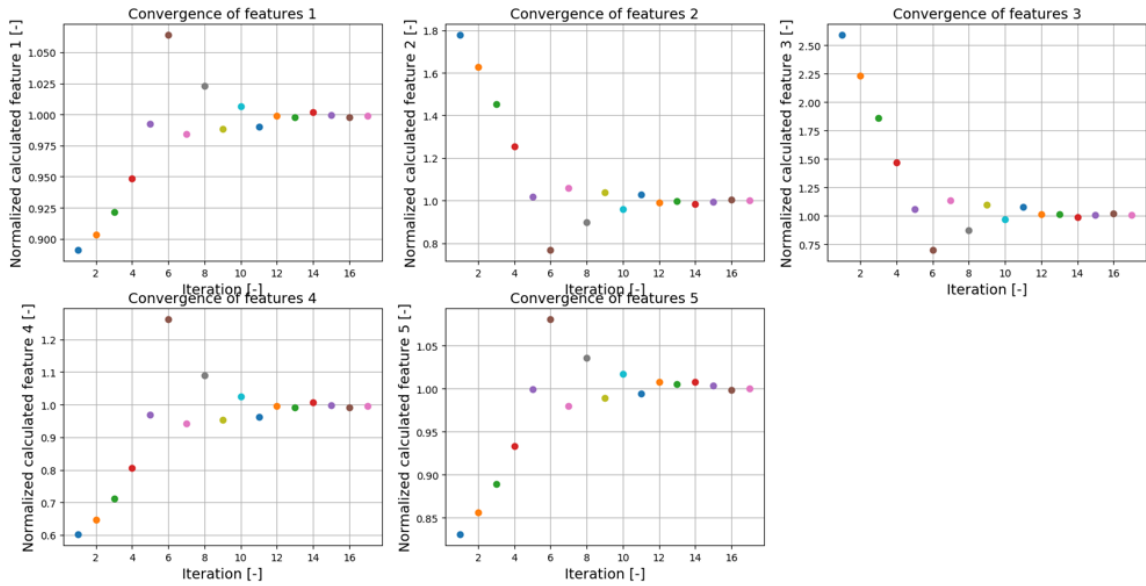 Convergence of features 1
Normalized calculated feature 1 [-]
1.050
1.025
1.000
0.975
0.950
0.925
0.900
2 4 6 8 10 12 14 16
Iteration [-]
Convergence of features 2
Normalized calculated feature 2 [-]
1.8
1.6
1.4
1.2
1.0
0.8
2 4 6 8 10 12 14 16
Iteration [-]
Convergence of features 3
Normalized calculated feature 3 [-]
2.50
2.25
2.00
1.75
1.50
1.25
1.00
0.75
2 4 6 8 10 12 14 16
Iteration [-]
Convergence of features 4
Normalized calculated feature 4 [-]
1.2
1.1
1.0
0.9
0.8
0.7
0.6
2 4 6 8 10 12 14 16
Iteration [-]
Convergence of features 5
Normalized calculated feature 5 [-]
1.05
1.00
0.95
0.90
0.85
2 4 6 8 10 12 14 16
Iteration [-]